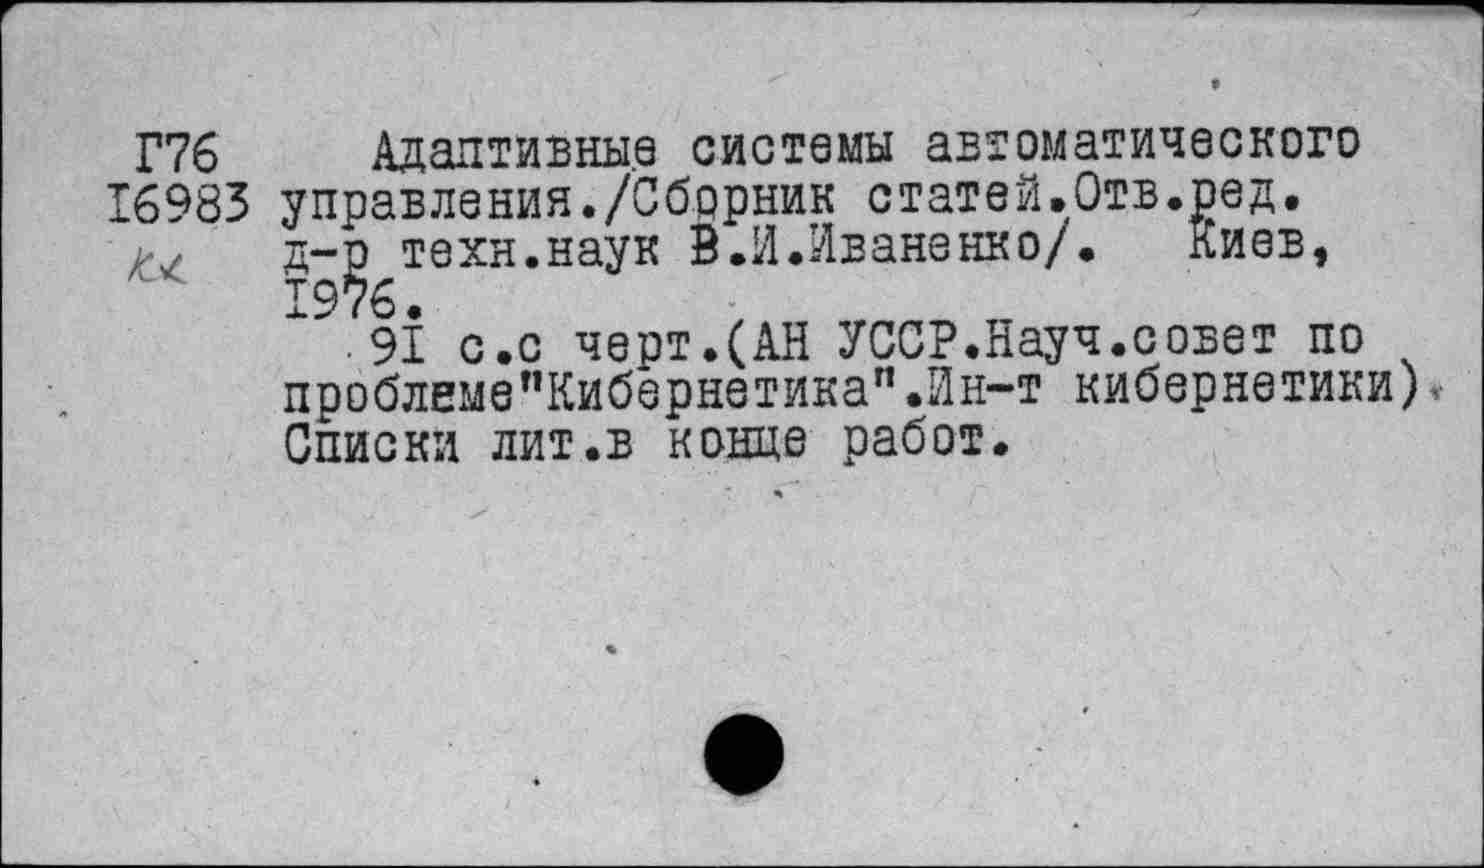 Г76 Адаптивные системы автоматического
16983 управления./Сборник статей.Отв.ред.
д-р техн.наук В.И.Иваненко/. Киев,
1976.
91 с.с черт.(АН УССР.Науч.совет по
проблеме"Кибернетика".Ин-т кибернетики).
Списки лит.в конце работ.